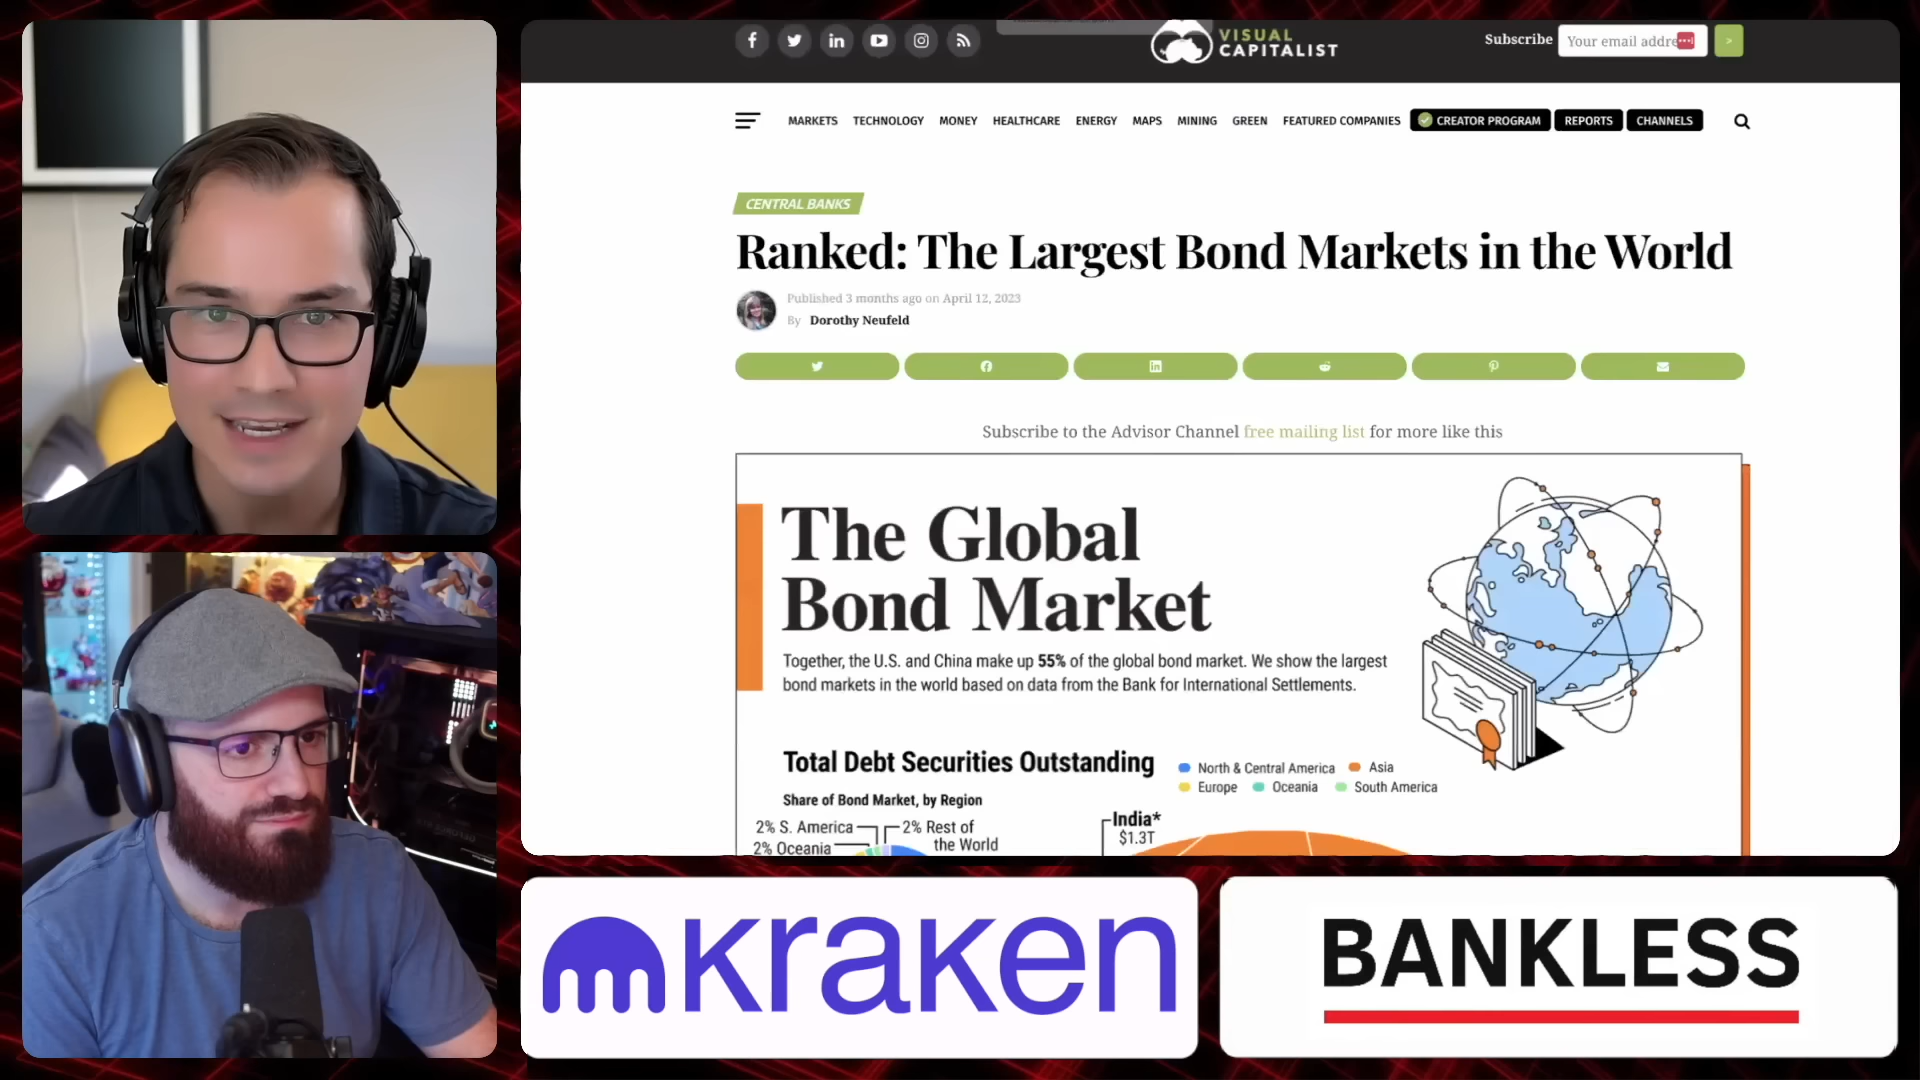 VISUAL
CAPITALIST
Subscribe
Your email addre
>
MARKETS TECHNOLOGY MONEY HEALTHCARE ENERGY MAPS MINING GREEN FEATURED COMPANIES CREATOR PROGRAM REPORTS CHANNELS
CENTRAL BANKS
Ranked: The Largest Bond Markets in the World
Published 3 months ago on April 12, 2023
By Dorothy Neufeld
Subscribe to the Advisor Channel free mailing list for more like this
The Global
Bond Market
Together, the U.S. and China make up 55% of the global bond market. We show the largest
bond markets in the world based on data from the Bank for International Settlements.
Total Debt Securities Outstanding
North & Central America Asia
Europe Oceania South America
Share of Bond Market, by Region
2% S. America
2% Rest of
the World
2% Oceania
India*
$1.3T
kraken
BANKLESS